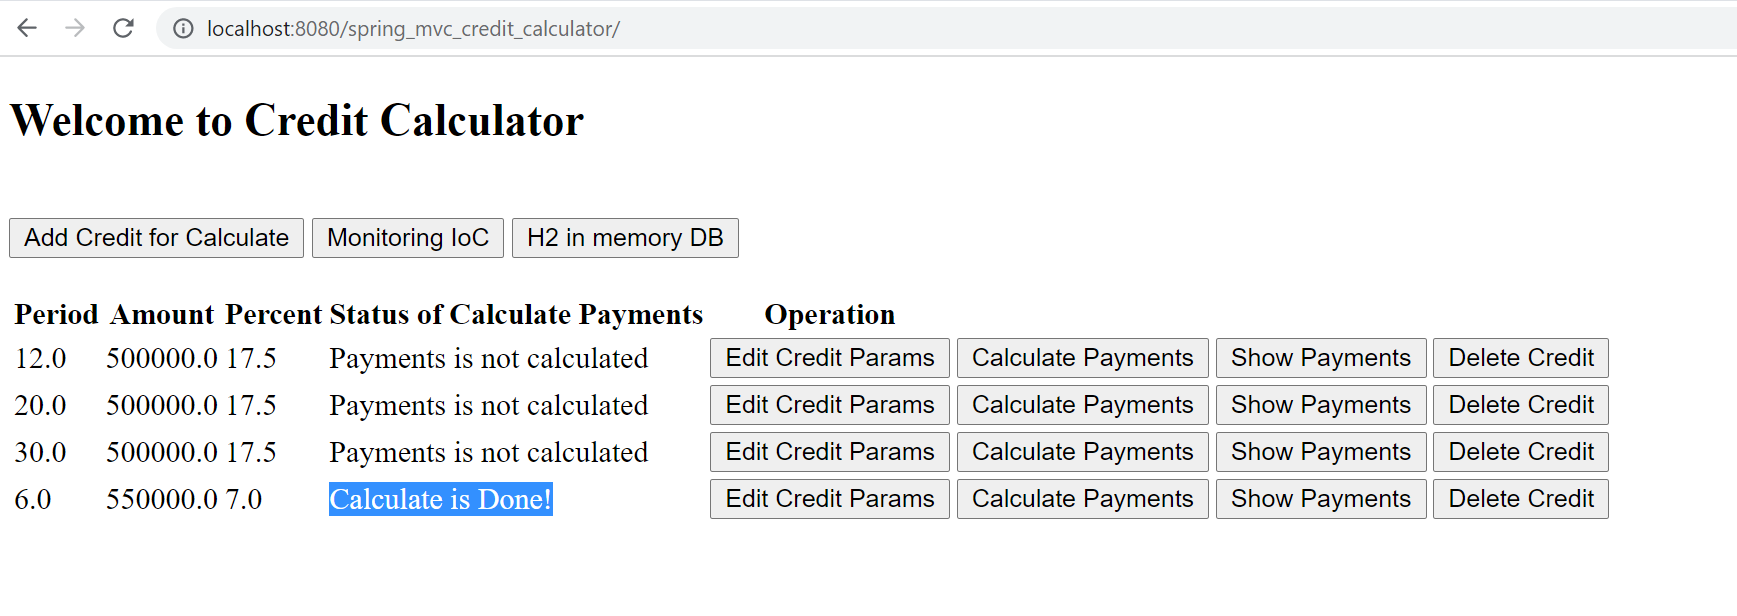 localhost:8080/spring_mvc_credit_calculator/
Welcome to Credit Calculator
Add Credit for Calculate Monitoring IoC H2 in memory DB
Period Amount Percent Status of Calculate Payments Operation
12.0 500000.0 17.5 Payments is not calculated Edit Credit Params Calculate Payments Show Payments Delete Credit
20.0 500000.0 17.5 Payments is not calculated Edit Credit Params Calculate Payments Show Payments Delete Credit
30.0 500000.0 17.5 Payments is not calculated Edit Credit Params Calculate Payments Show Payments Delete Credit
6.0 550000.0 7.0 Calculate is Done! Edit Credit Params Calculate Payments Show Payments Delete Credit